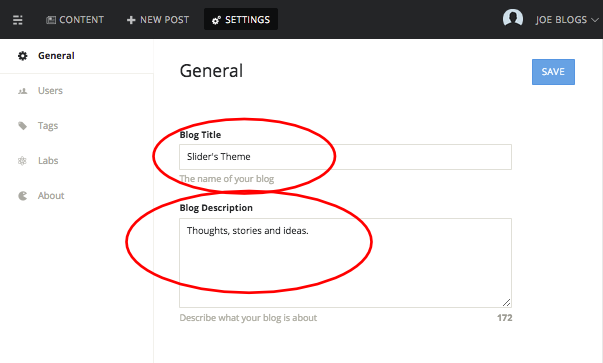 CONTENT NEW POST SETTINGS JOE BLOGS
General
Users
Tags
Labs
About
General
SAVE
Blog Title
Slider's Theme
The name of your blog
Blog Description
Thoughts, stories and ideas.
Describe what your blog is about 172